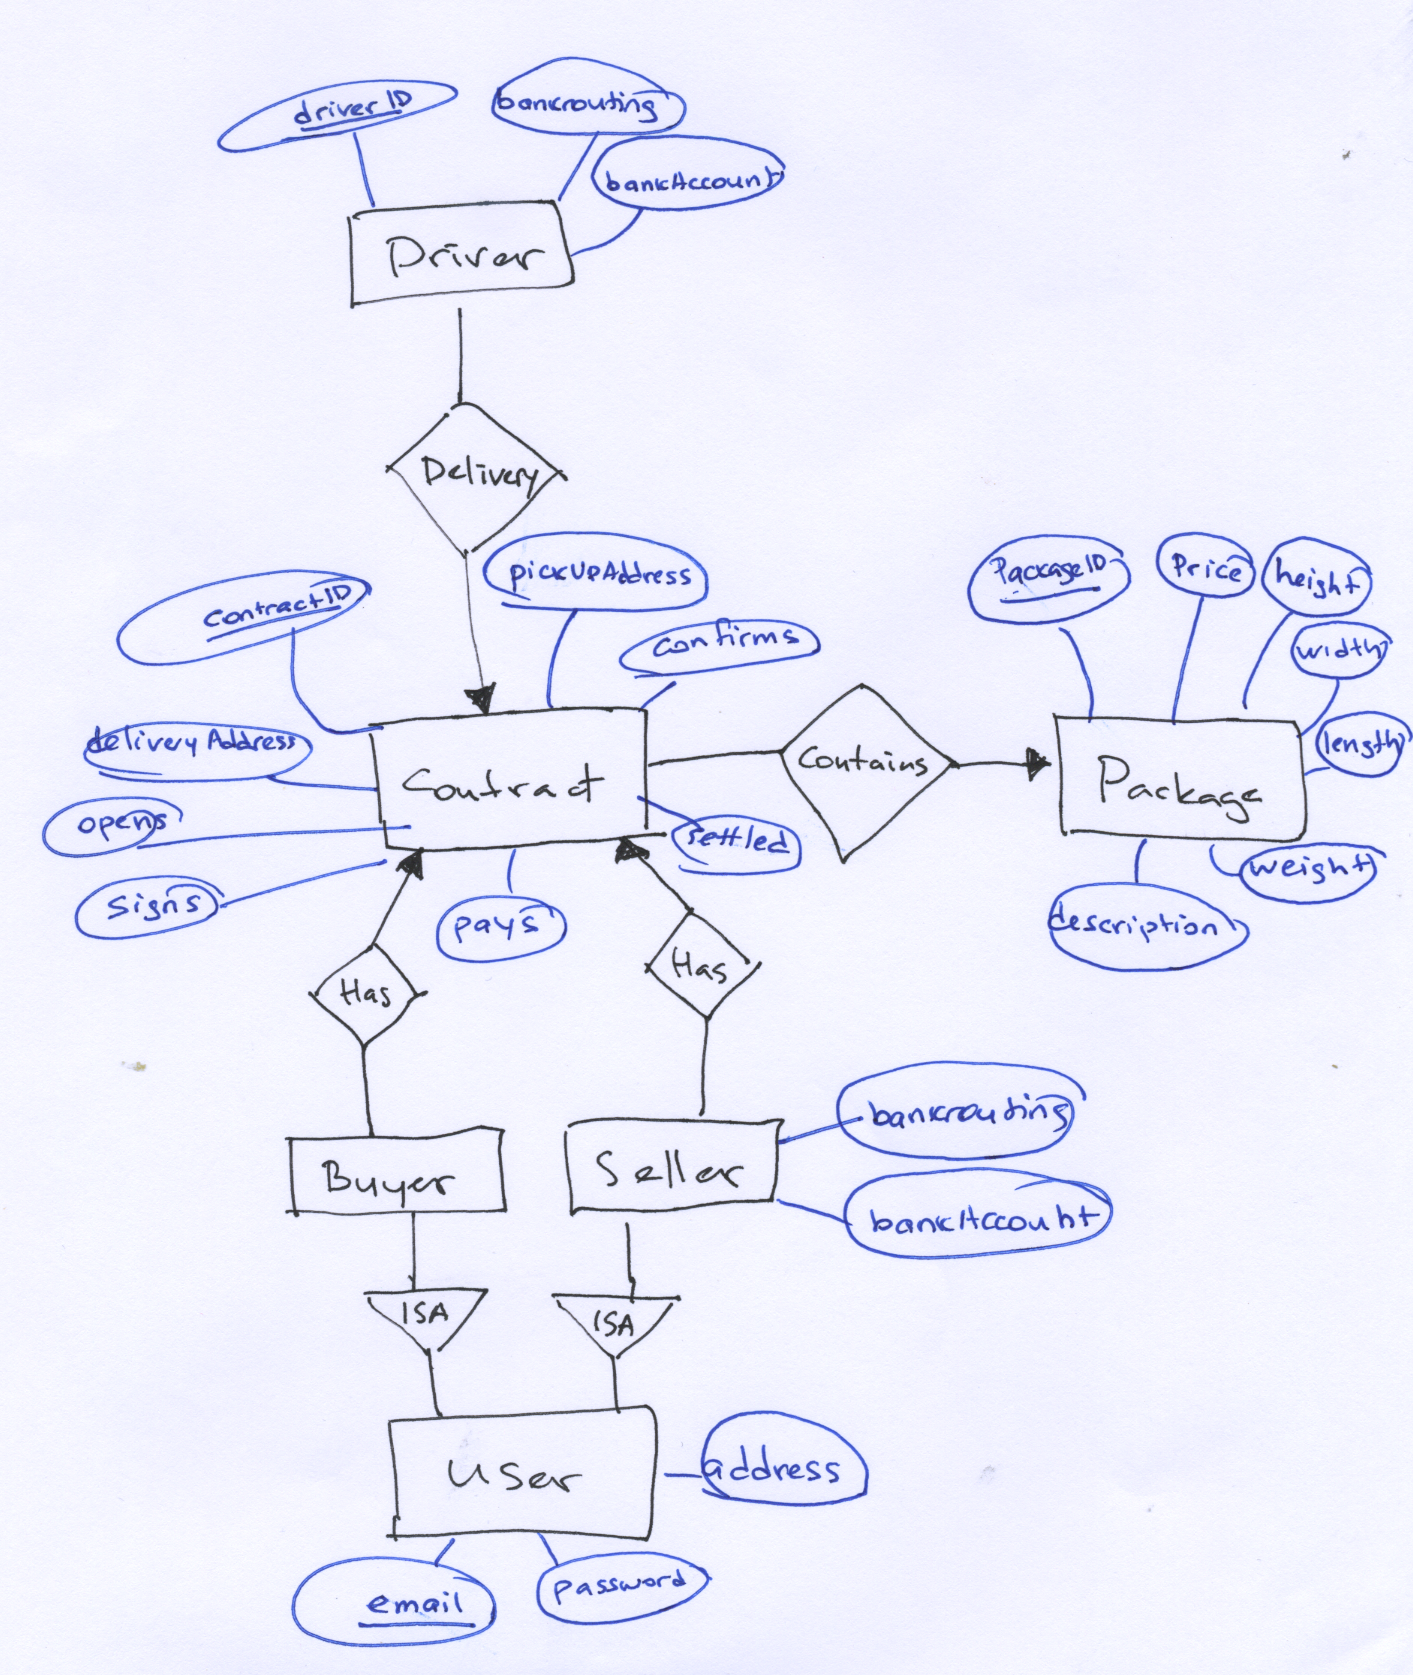 driverID
bankrouting
bankAccount
Driver
Delivery
pickUpAddress
contractID
confirms
PackageID
Price
height
width
length
deliveryAddress
Contract
Contains
Package
opens
settled
weight
signs
pays
description
Has
Has
bankrouting
Buyer
Seller
bankAccount
ISA
ISA
User
address
email
password